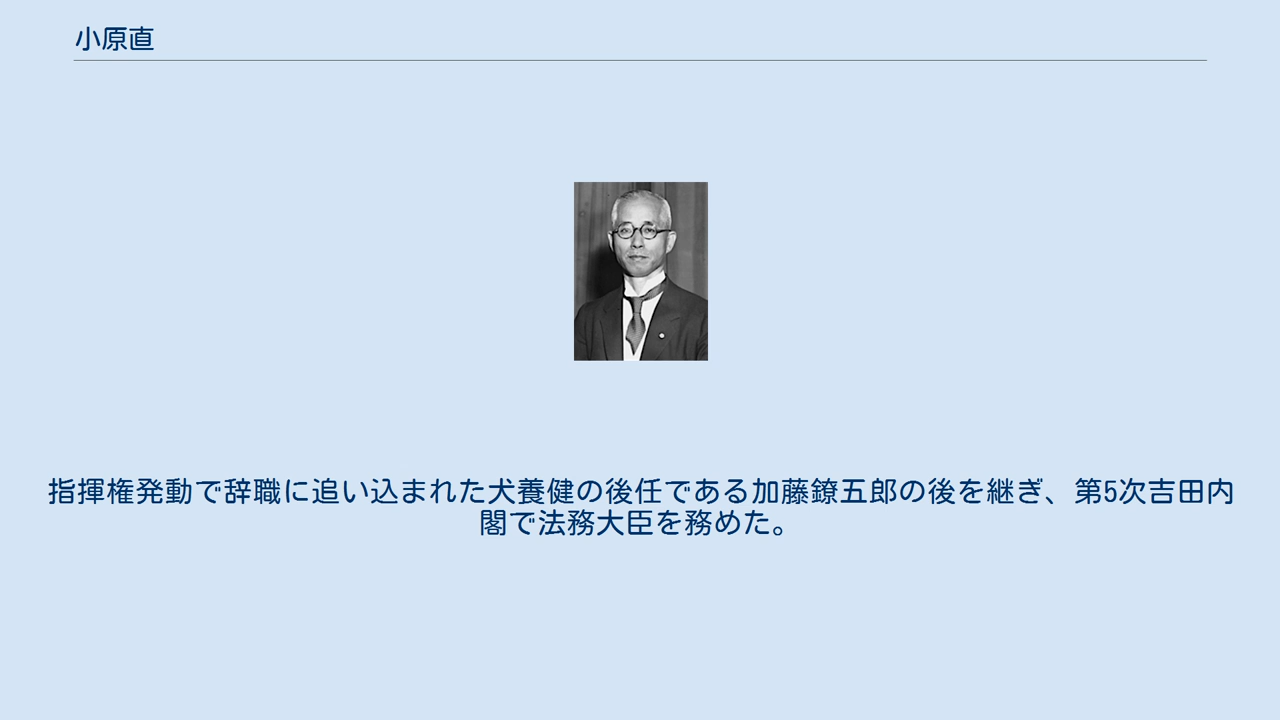 小原直
指揮権発動で辞職に追い込まれた犬養健の後任である加藤鐐五郎の後を継ぎ、第5次吉田内
閣で法務大臣を務めた。